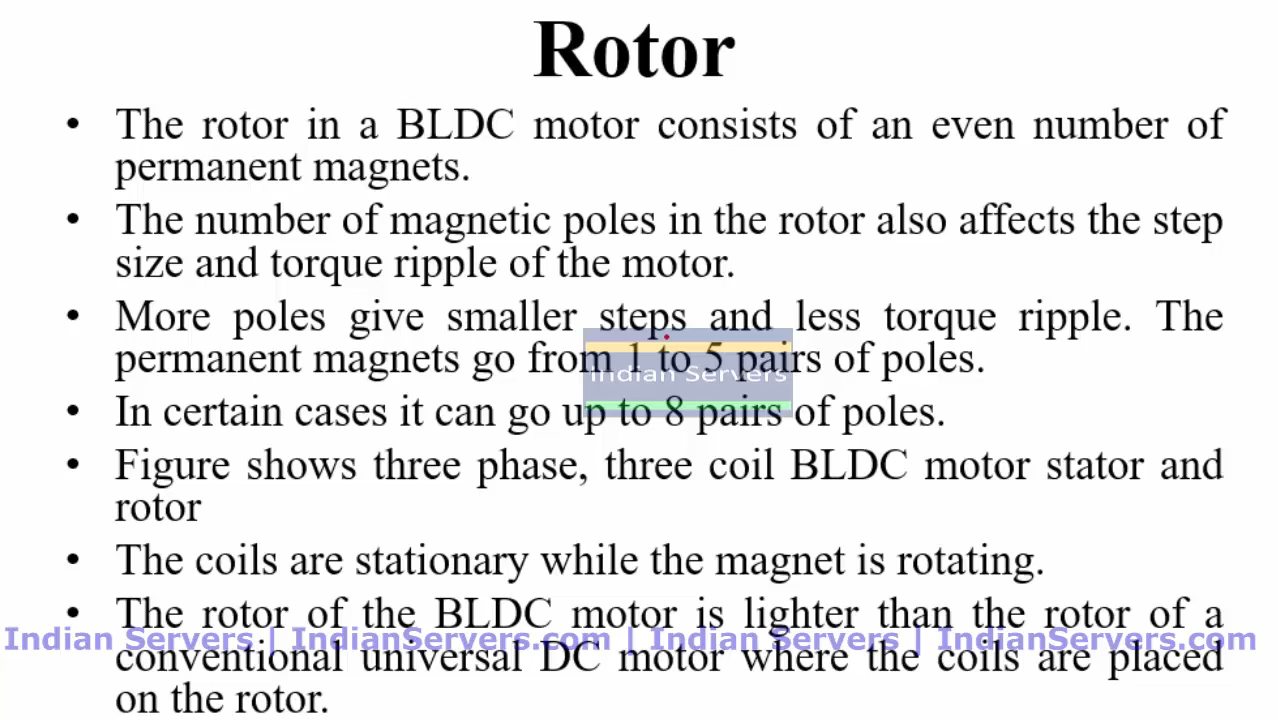 Rotor
• The rotor in a BLDC motor consists of an even number of
permanent magnets.
• The number of magnetic poles in the rotor also affects the step
size and torque ripple of the motor.
• More poles give smaller steps and less torque ripple. The
permanent magnets go from 1 to 5 pairs of poles.
Indian Servers
• In certain cases it can go up to 8 pairs of poles.
• Figure shows three phase, three coil BLDC motor stator and
rotor
• The coils are stationary while the magnet is rotating.
• The rotor of the BLDC motor is lighter than the rotor of a
Indian Servers | IndianServers.com | Indian Servers | IndianServers.com
conventional universal DC motor where the coils are placed
on the rotor.